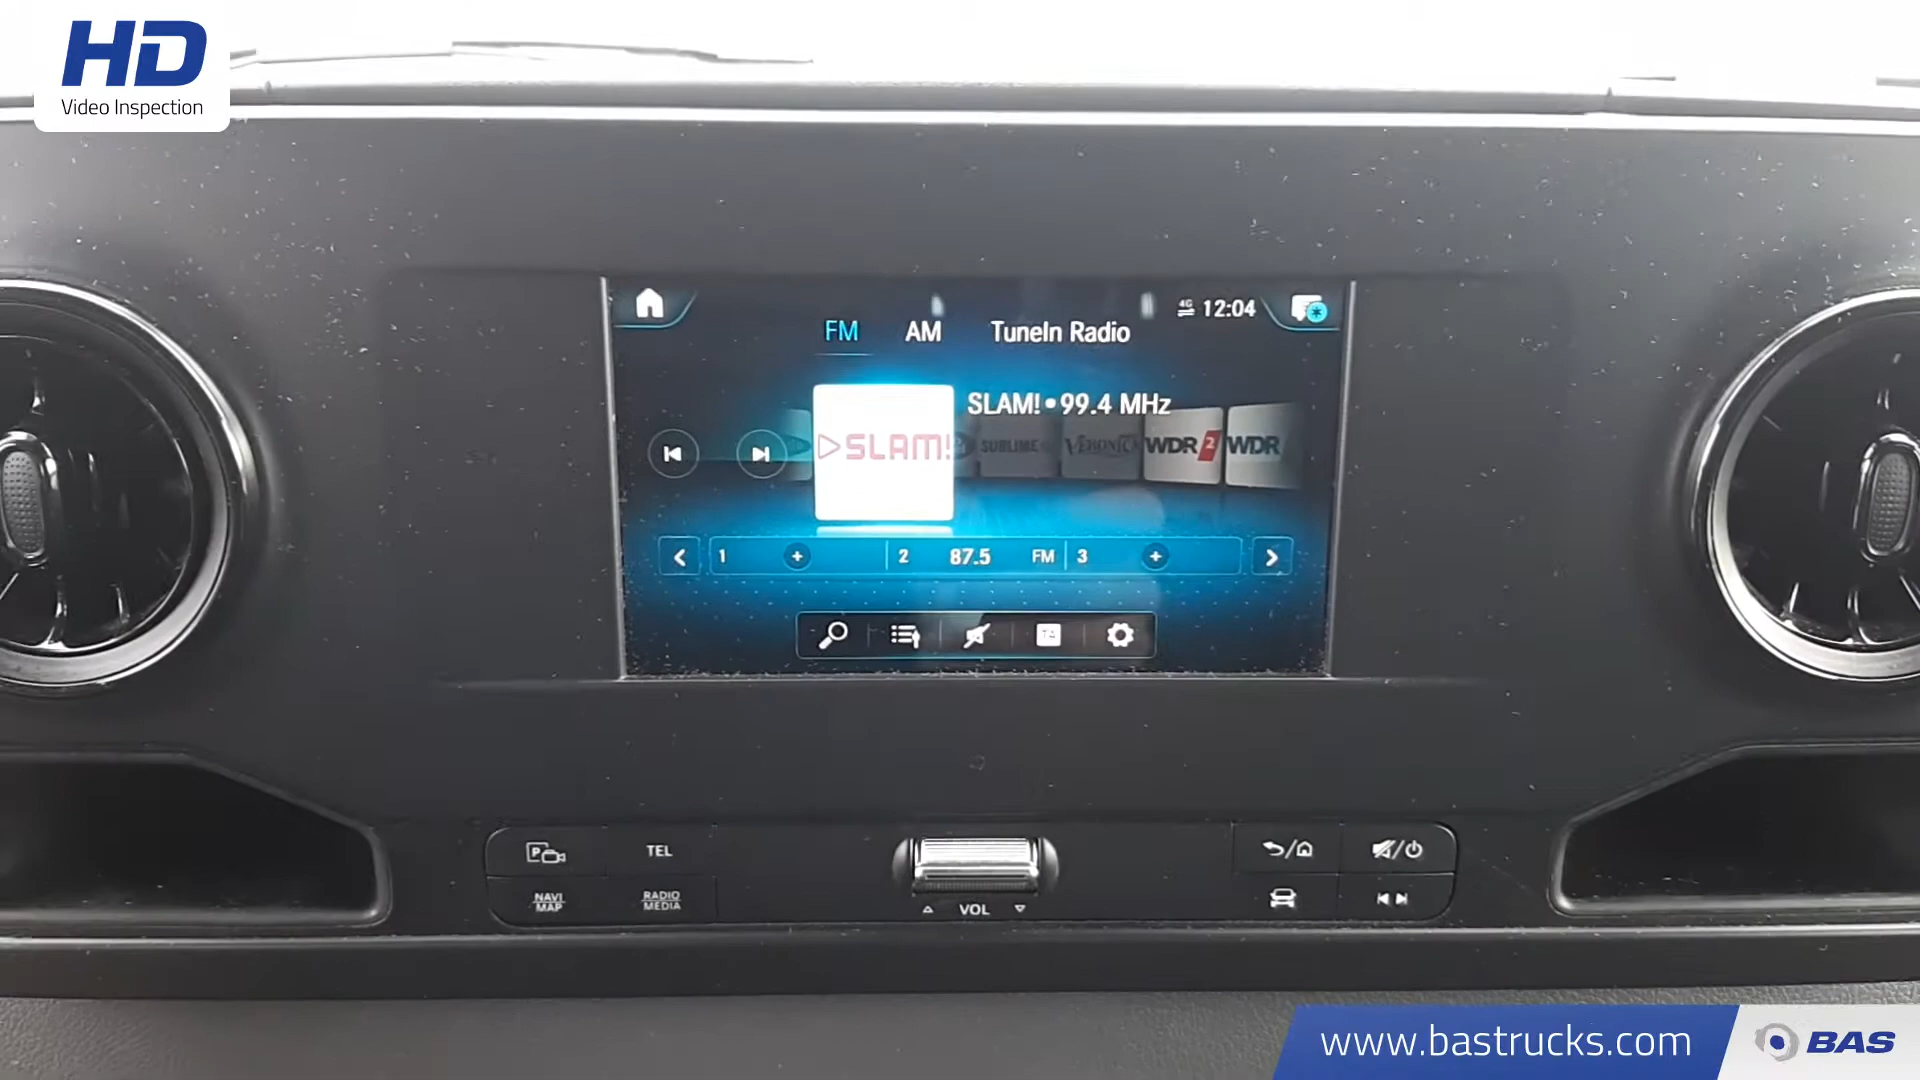 HD
Video Inspection
4G 12:04
FM AM TuneIn Radio
SLAM! • 99.4 MHz
SLAM! SUBLIME VERONICA WDR 2 WDR
1 + 2 87.5 FM 3 +
TA
P TEL
NAVI MAP RADIO MEDIA
VOL
www.bastrucks.com BAS